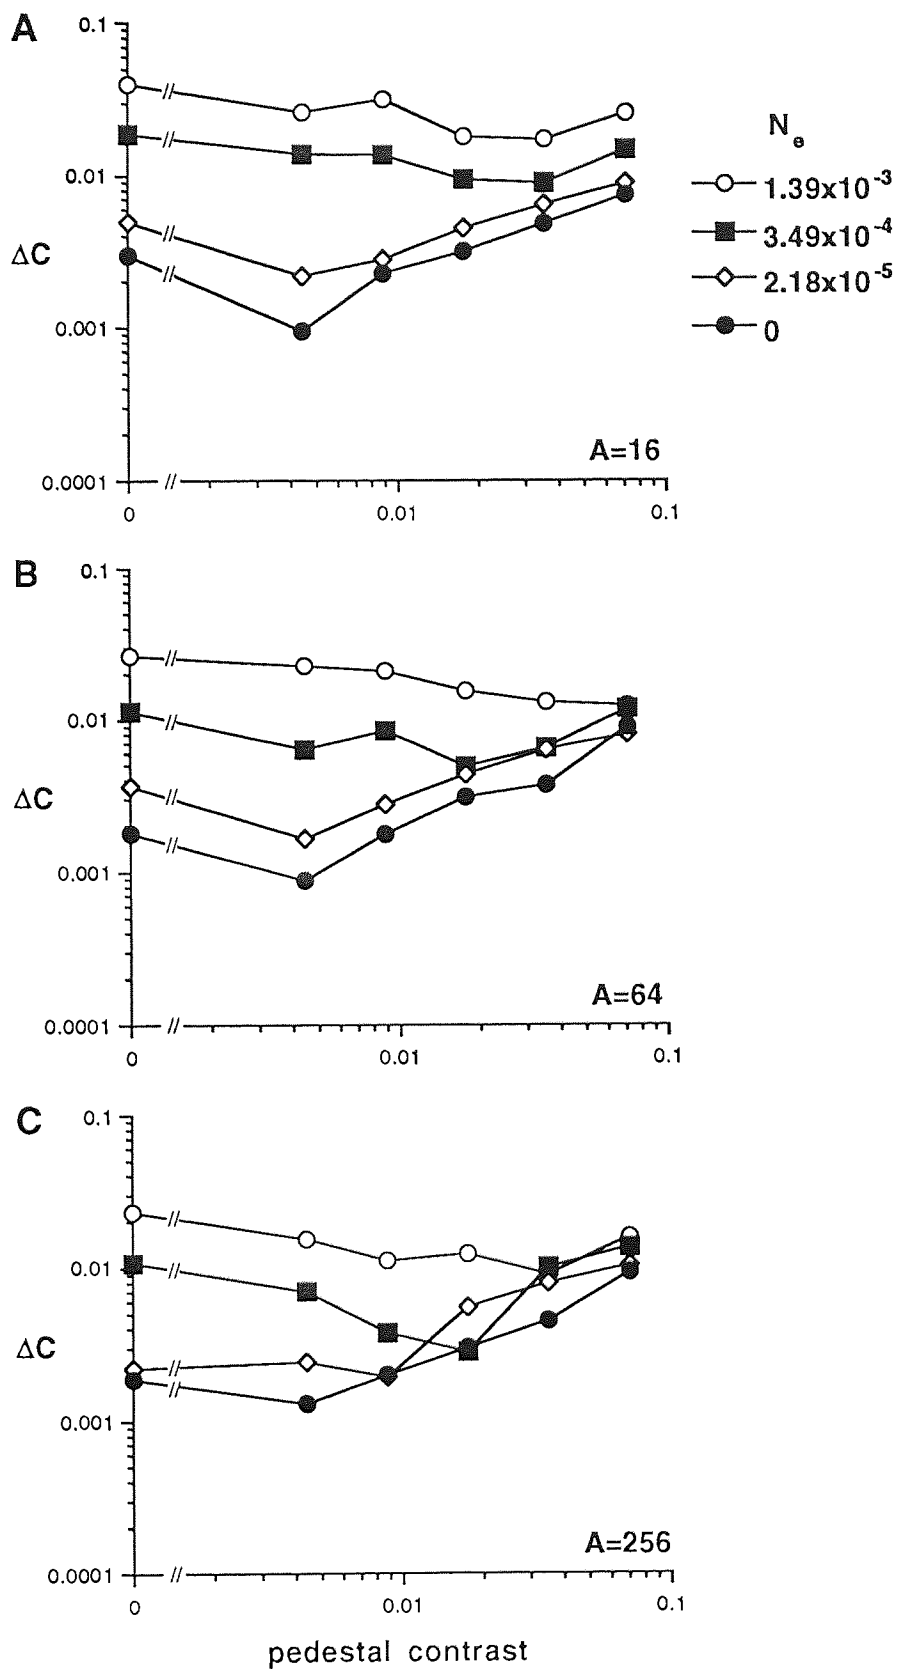 A
0.1
0.01
ΔC
0.001
0.0001
//
0
0.01
0.1
A=16
Nₑ
1.39x10⁻³
3.49x10⁻⁴
2.18x10⁻⁵
0
B
0.1
0.01
ΔC
0.001
0.0001
//
0
0.01
0.1
A=64
C
0.1
0.01
ΔC
0.001
0.0001
//
0
0.01
0.1
A=256
pedestal contrast